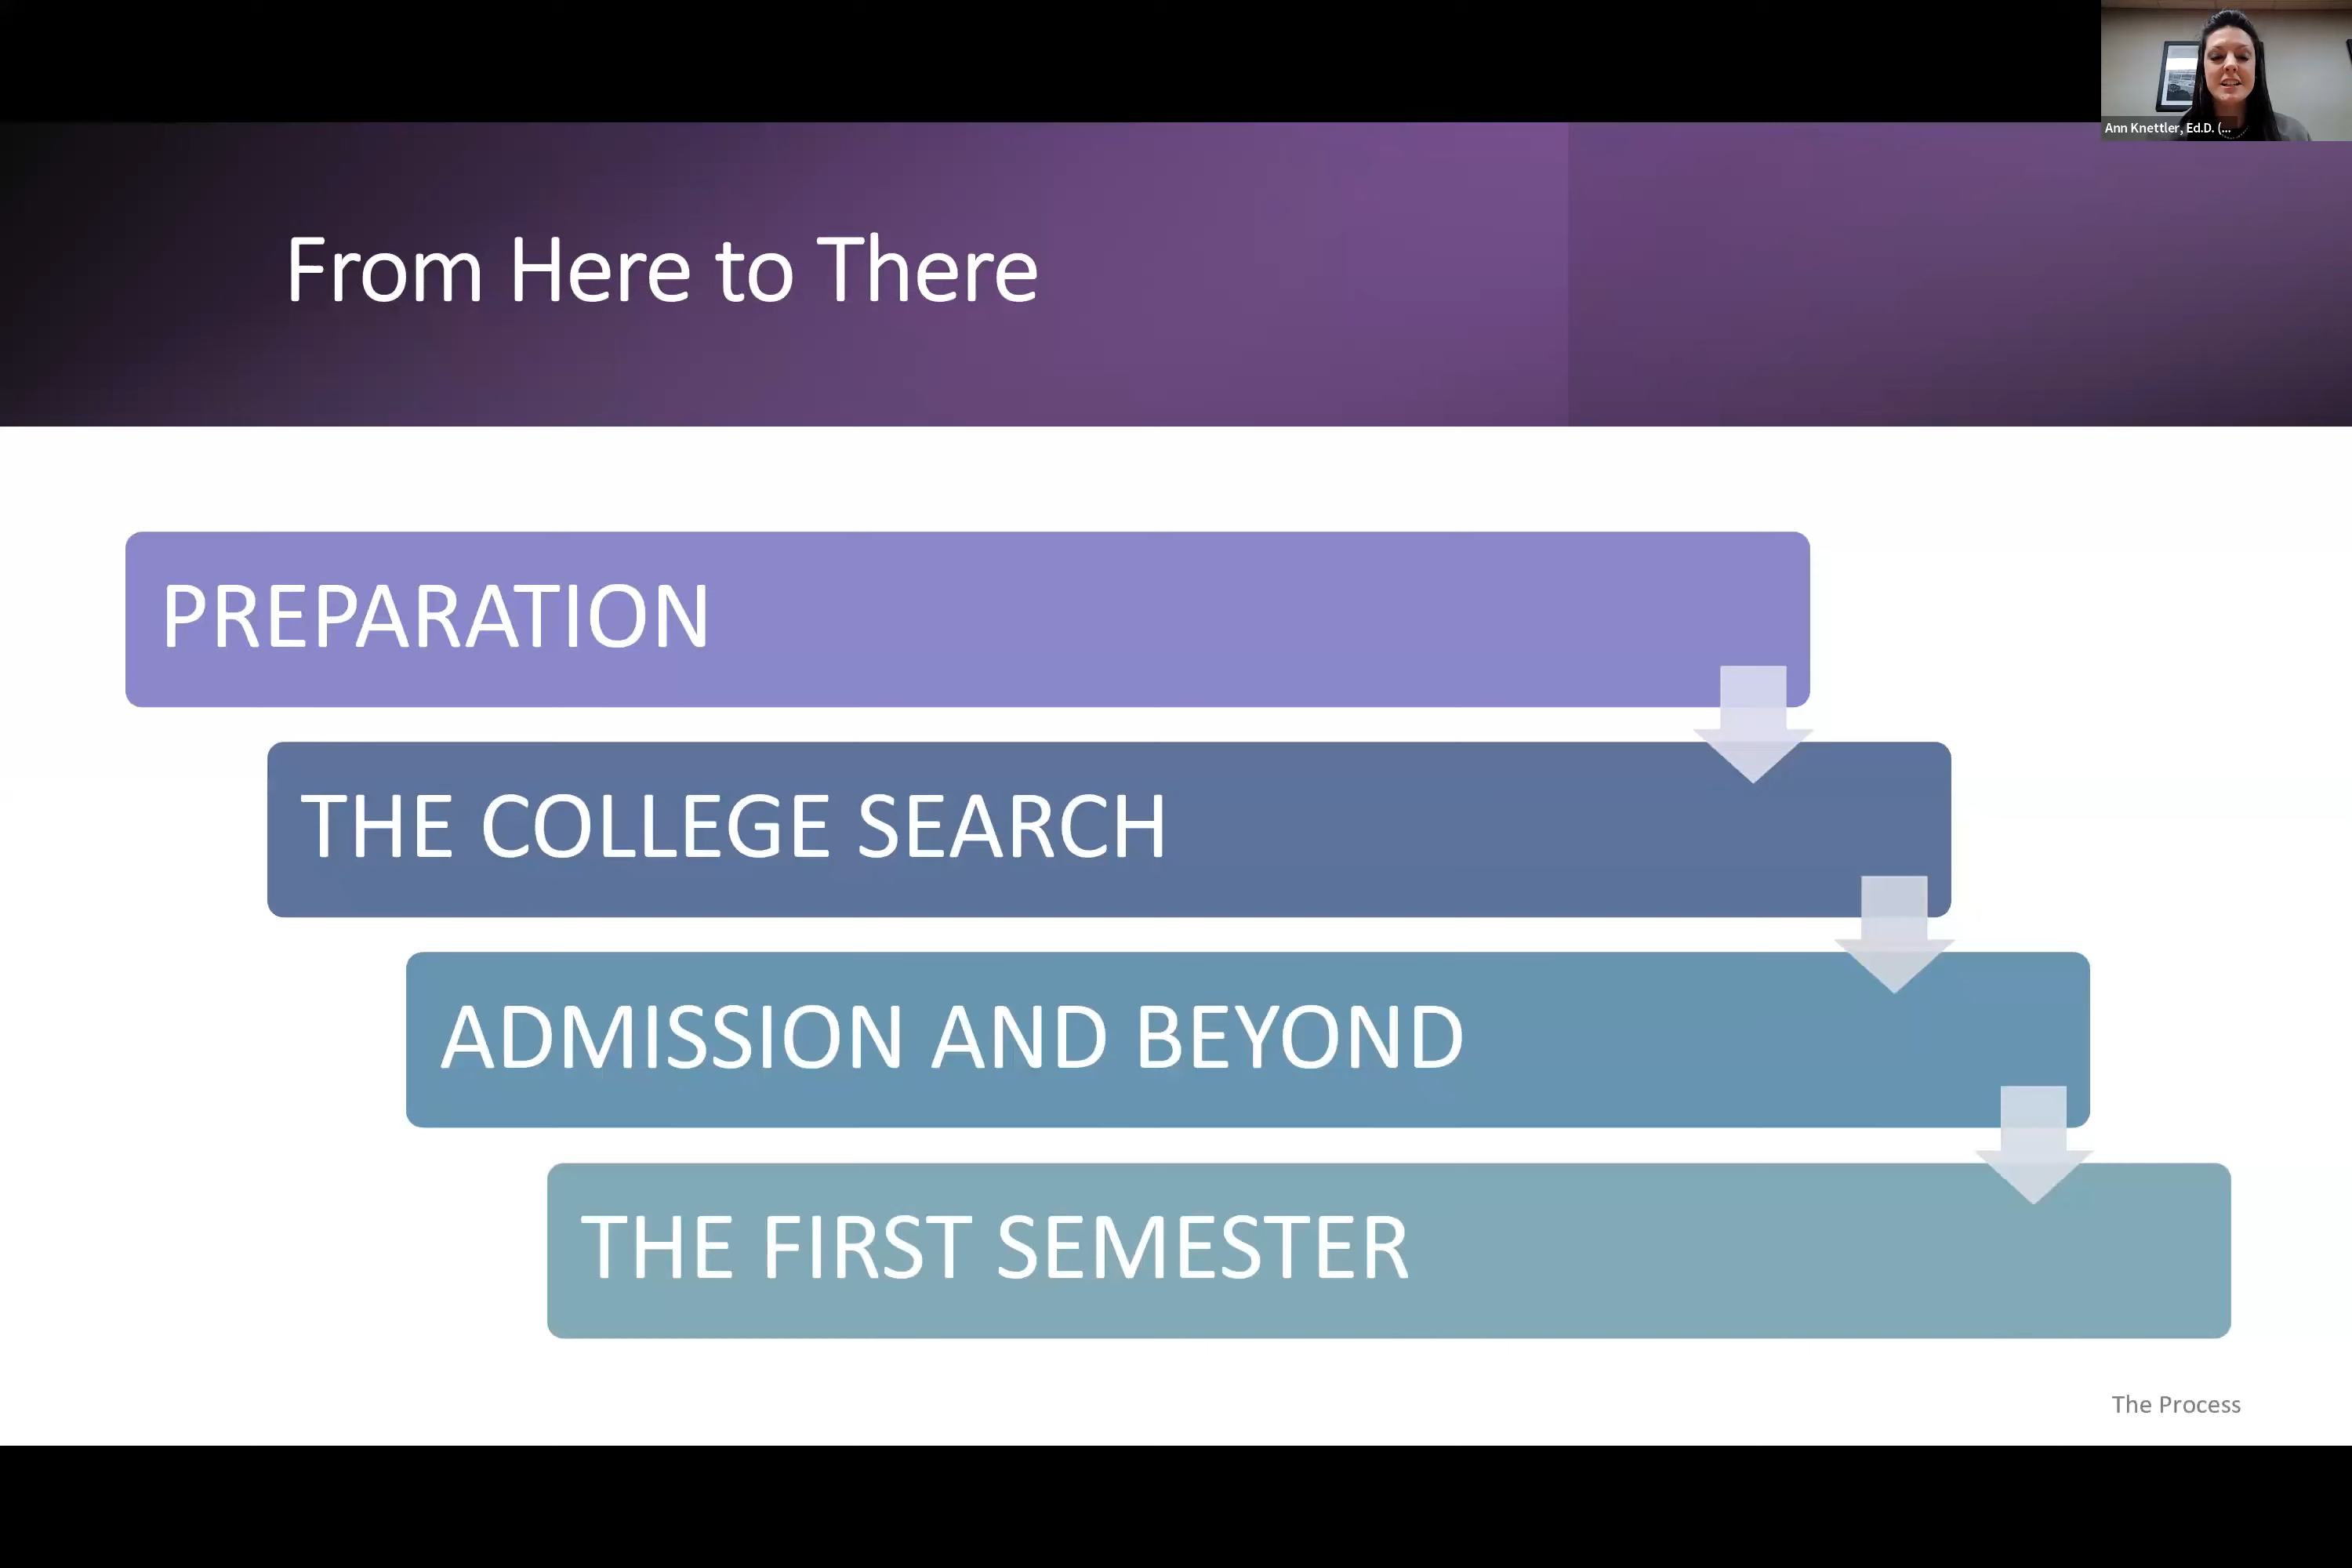 Ann Knettler, Ed.D. (...
From Here to There
PREPARATION
THE COLLEGE SEARCH
ADMISSION AND BEYOND
THE FIRST SEMESTER
The Process